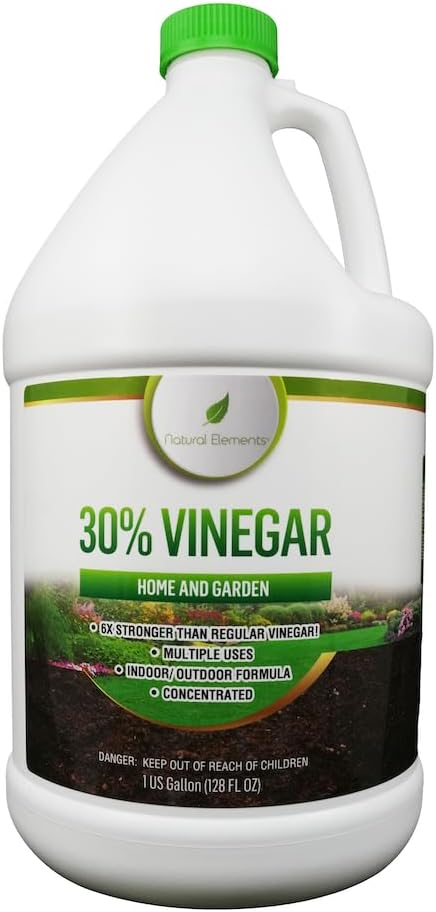 Natural Elements
30% VINEGAR
HOME AND GARDEN
• 6X STRONGER THAN REGULAR VINEGAR!
• MULTIPLE USES
• INDOOR/ OUTDOOR FORMULA
• CONCENTRATED
DANGER: KEEP OUT OF REACH OF CHILDREN
1 US Gallon (128 FL OZ)